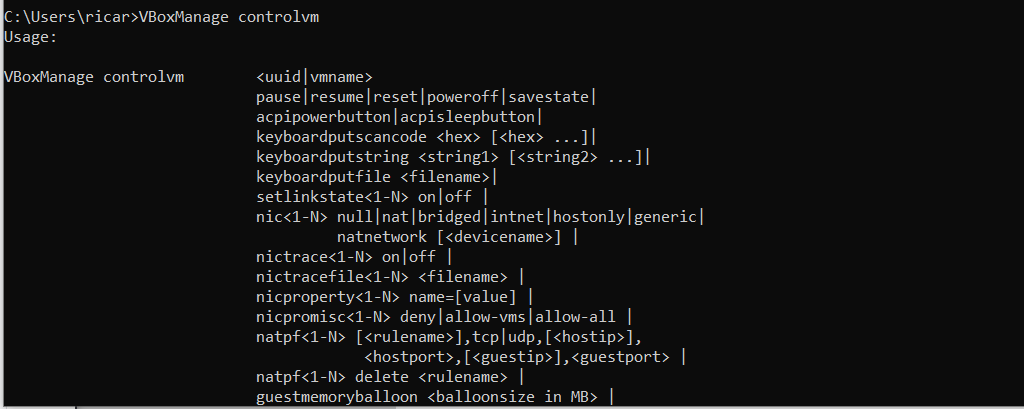 C:\Users\ricar>VBoxManage controlvm
Usage:
VBoxManage controlvm <uuid|vmname>
pause|resume|reset|poweroff|savestate|
acpipowerbutton|acpisleepbutton|
keyboardputscancode <hex> [<hex> ...]|
keyboardputstring <string1> [<string2> ...]|
keyboardputfile <filename>|
setlinkstate<1-N> on|off |
nic<1-N> null|nat|bridged|intnet|hostonly|generic|
natnetwork [<devicename>] |
nictrace<1-N> on|off |
nictracefile<1-N> <filename> |
nicproperty<1-N> name=[value] |
nicpromisc<1-N> deny|allow-vms|allow-all |
natpf<1-N> [<rulename>],tcp|udp,[<hostip>],
<hostport>,[<guestip>],<guestport> |
natpf<1-N> delete <rulename> |
guestmemoryballoon <balloonsize in MB> |